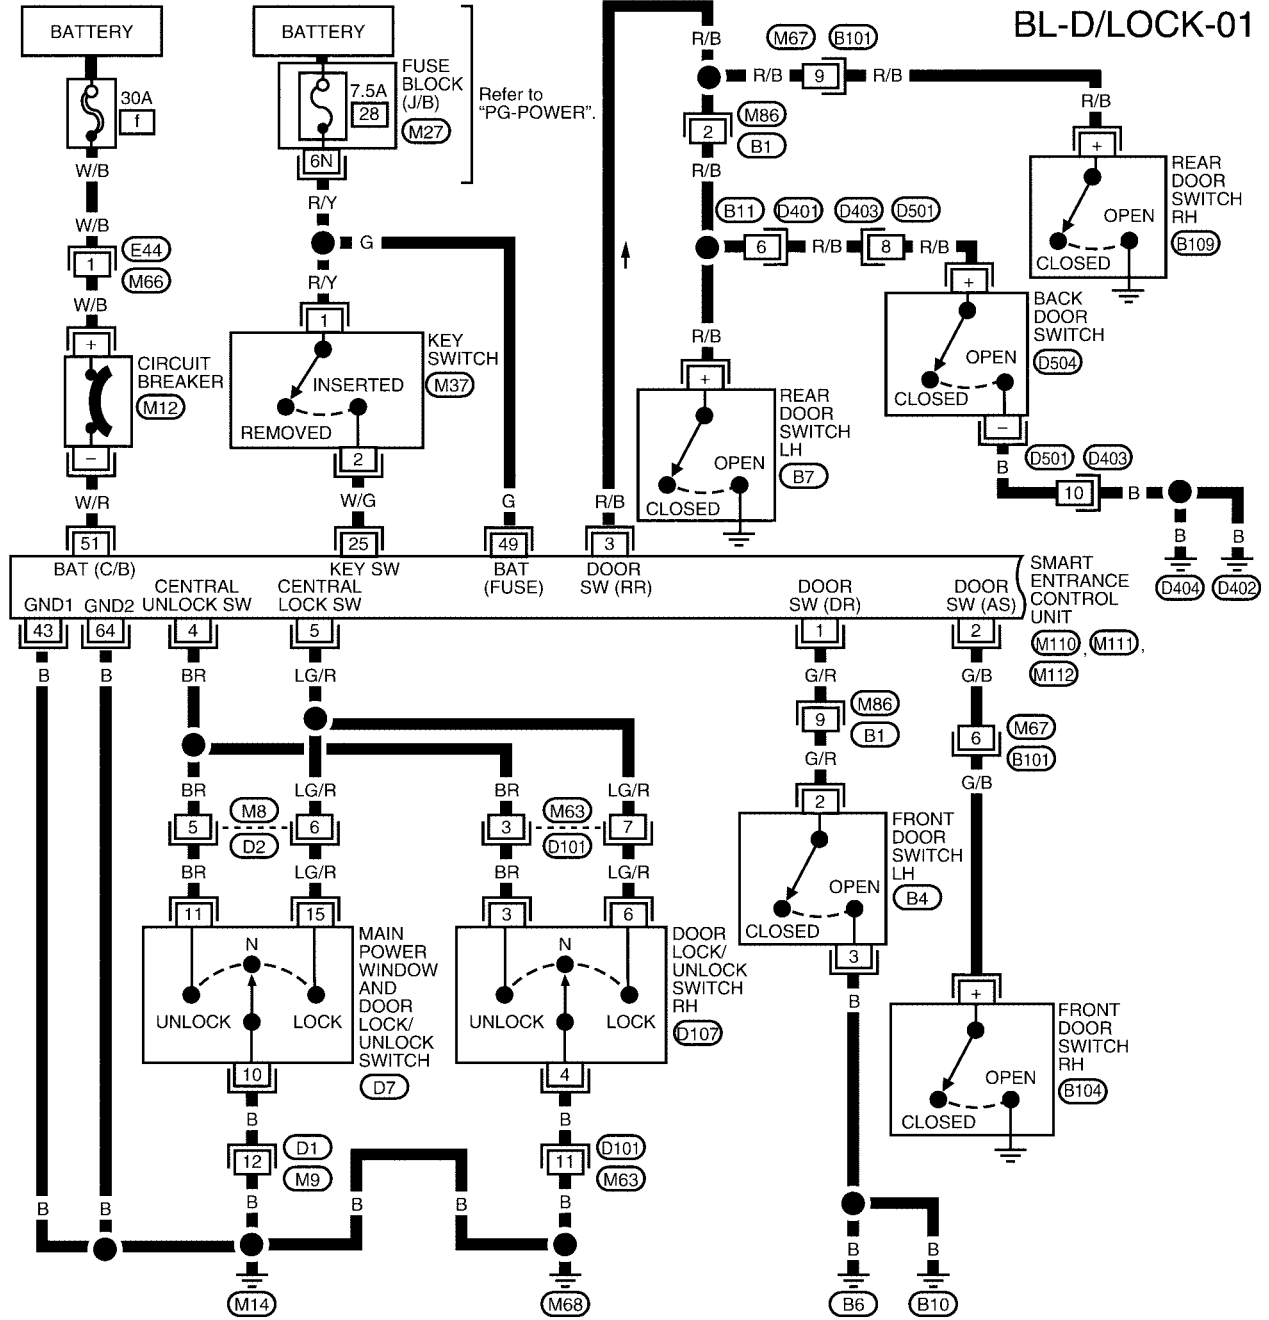 BL-D/LOCK-01
BATTERY
BATTERY
30A
f
W/B
W/B
1
E44
M66
W/B
+
CIRCUIT
BREAKER
M12
−
W/R
51
FUSE
BLOCK
(J/B)
M27
7.5A
28
6N
Refer to
"PG-POWER".
R/Y
G
R/Y
1
KEY
SWITCH
M37
INSERTED
REMOVED
2
W/G
25
G
49
R/B
3
R/B
R/B
9
M67
B101
R/B
R/B
+
REAR
DOOR
SWITCH
RH
B109
OPEN
CLOSED
2
M86
B1
R/B
B11
D401
D403
D501
6
R/B
8
R/B
+
BACK
DOOR
SWITCH
D504
OPEN
CLOSED
−
B
D501
D403
10
B
B
B
D404
D402
R/B
+
REAR
DOOR
SWITCH
LH
B7
OPEN
CLOSED
BAT (C/B)
KEY SW
BAT
(FUSE)
DOOR
SW (RR)
GND1
GND2
CENTRAL
UNLOCK SW
CENTRAL
LOCK SW
DOOR
SW (DR)
DOOR
SW (AS)
SMART
ENTRANCE
CONTROL
UNIT
M110 , M111 ,
M112
43
64
4
5
1
2
B
B
BR
LG/R
G/R
G/B
9
M86
B1
G/R
6
M67
B101
G/B
BR
LG/R
BR
LG/R
5
M8
D2
6
3
M63
D101
7
BR
LG/R
BR
LG/R
11
15
3
6
N
UNLOCK
LOCK
MAIN
POWER
WINDOW
AND
DOOR
LOCK/
UNLOCK
SWITCH
D7
N
UNLOCK
LOCK
DOOR
LOCK/
UNLOCK
SWITCH
RH
D107
2
FRONT
DOOR
SWITCH
LH
B4
OPEN
CLOSED
3
B
+
FRONT
DOOR
SWITCH
RH
B104
OPEN
CLOSED
10
4
B
B
12
D1
M9
11
D101
M63
B
B
B
B
B
B
B
B
M14
M68
B6
B10